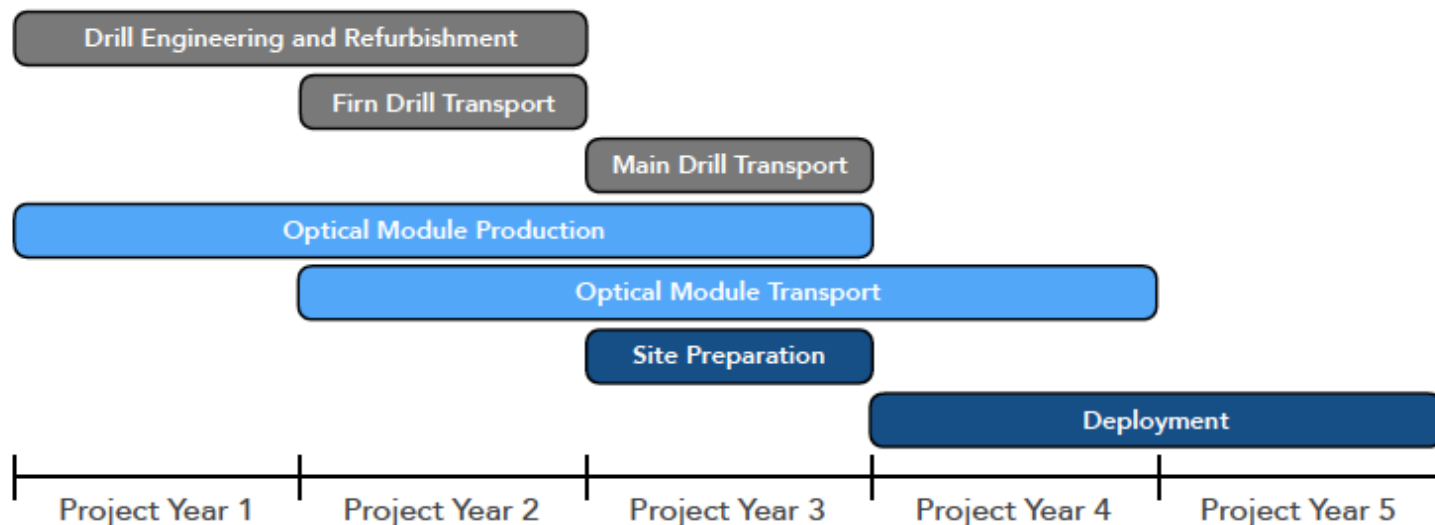 Drill Engineering and Refurbishment
Firn Drill Transport
Main Drill Transport
Optical Module Production
Optical Module Transport
Site Preparation
Deployment
Project Year 1 Project Year 2 Project Year 3 Project Year 4 Project Year 5